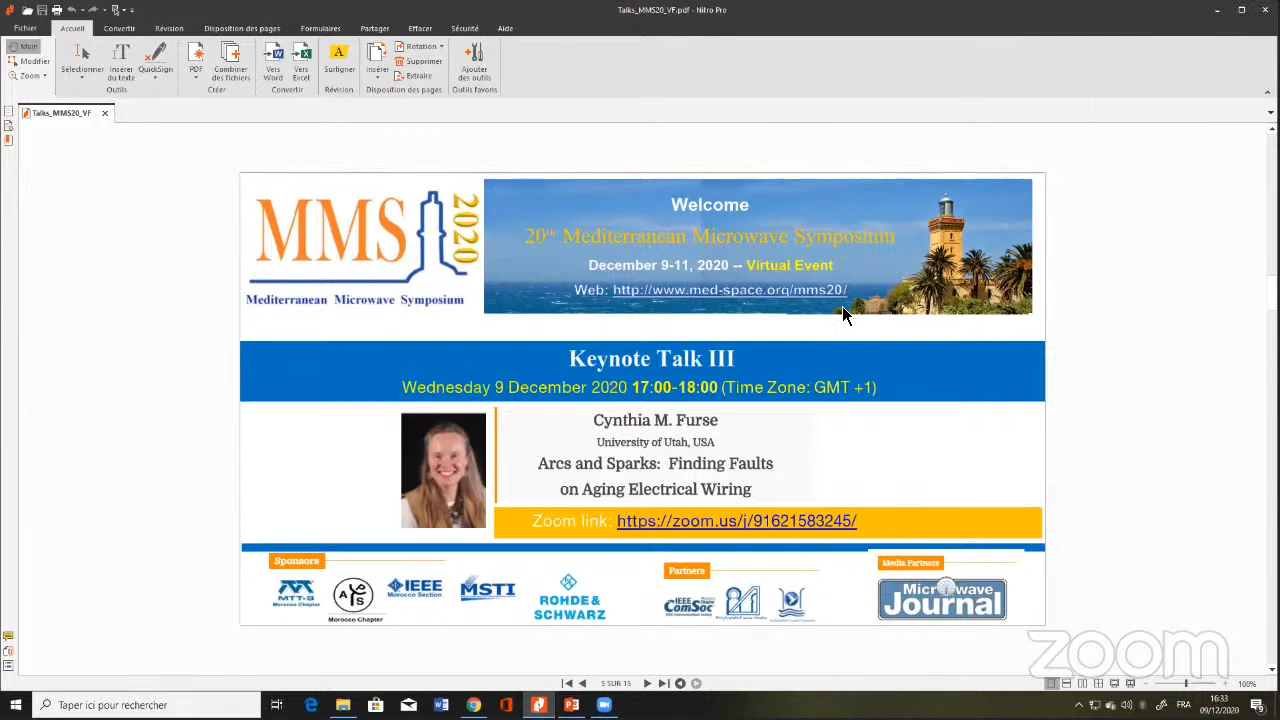 Talks_MMS20_VF.pdf - Nitro Pro
Fichier Accueil Convertir Révision Disposition des pages Formulaires Partager Effacer Sécurité Aide
Main
Modifier
Zoom
Sélectionner
Insérer du texte
QuickSign
Outils
PDF
Combiner des fichiers
Créer
Vers Word
Vers Excel
Convertir
Surligner
Révision
Insérer
Rotation
Supprimer
Extraire
Disposition des pages
Ajouter des outils
Outils favoris
Talks_MMS20_VF
MMS 2020
Mediterranean Microwave Symposium
Welcome
20th Mediterranean Microwave Symposium
December 9-11, 2020 -- Virtual Event
Web: http://www.med-space.org/mms20/
Keynote Talk III
Wednesday 9 December 2020 17:00-18:00 (Time Zone: GMT +1)
Cynthia M. Furse
University of Utah, USA
Arcs and Sparks: Finding Faults
on Aging Electrical Wiring
Zoom link: https://zoom.us/j/91621583245/
Sponsors
MTT-S
Morocco Chapter
Morocco Chapter
IEEE
Morocco Section
MSTI
ROHDE &
SCHWARZ
Partners
IEEE
ComSoc
Media Partners
Microwave
Journal
zoom
5 SUR 15
100%
Taper ici pour rechercher
FRA
16:33
09/12/2020